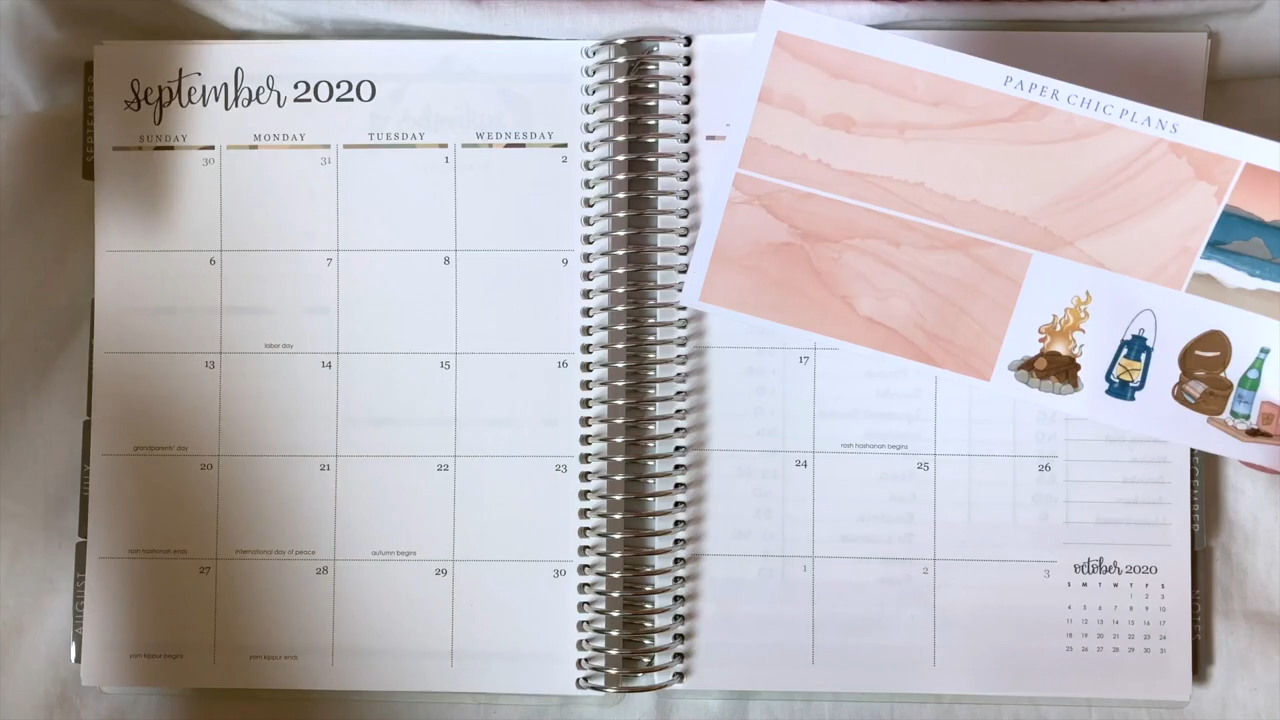 september 2020
SUNDAY MONDAY TUESDAY WEDNESDAY
30 31 1 2
6 7 8 9
labor day
13 14 15 16
grandparents' day
20 21 22 23
rosh hashanah ends international day of peace autumn begins
27 28 29 30
yom kippur begins yom kippur ends
SEPTEMBER
JULY
AUGUST
PAPER CHIC PLANS
17
rosh hashanah begins
24 25 26
1 2 3
october 2020
S M T W T F S
1 2 3
4 5 6 7 8 9 10
11 12 13 14 15 16 17
18 19 20 21 22 23 24
25 26 27 28 29 30 31
DECEMBER
NOTES